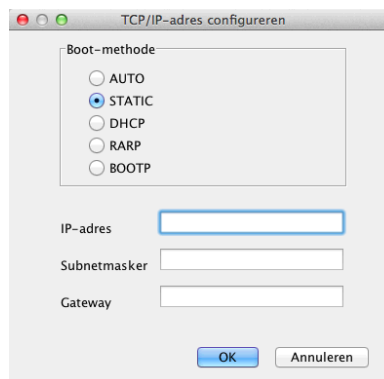 TCP/IP-adres configureren
Boot-methode
AUTO
STATIC
DHCP
RARP
BOOTP
IP-adres
Subnetmasker
Gateway
OK Annuleren